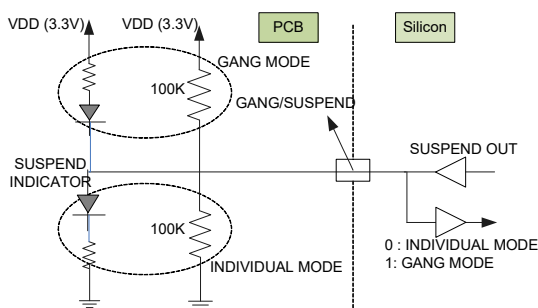 VDD (3.3V)
VDD (3.3V)
PCB
Silicon
GANG MODE
100K
GANG/SUSPEND
SUSPEND OUT
SUSPEND
INDICATOR
100K
0 : INDIVIDUAL MODE
1: GANG MODE
INDIVIDUAL MODE